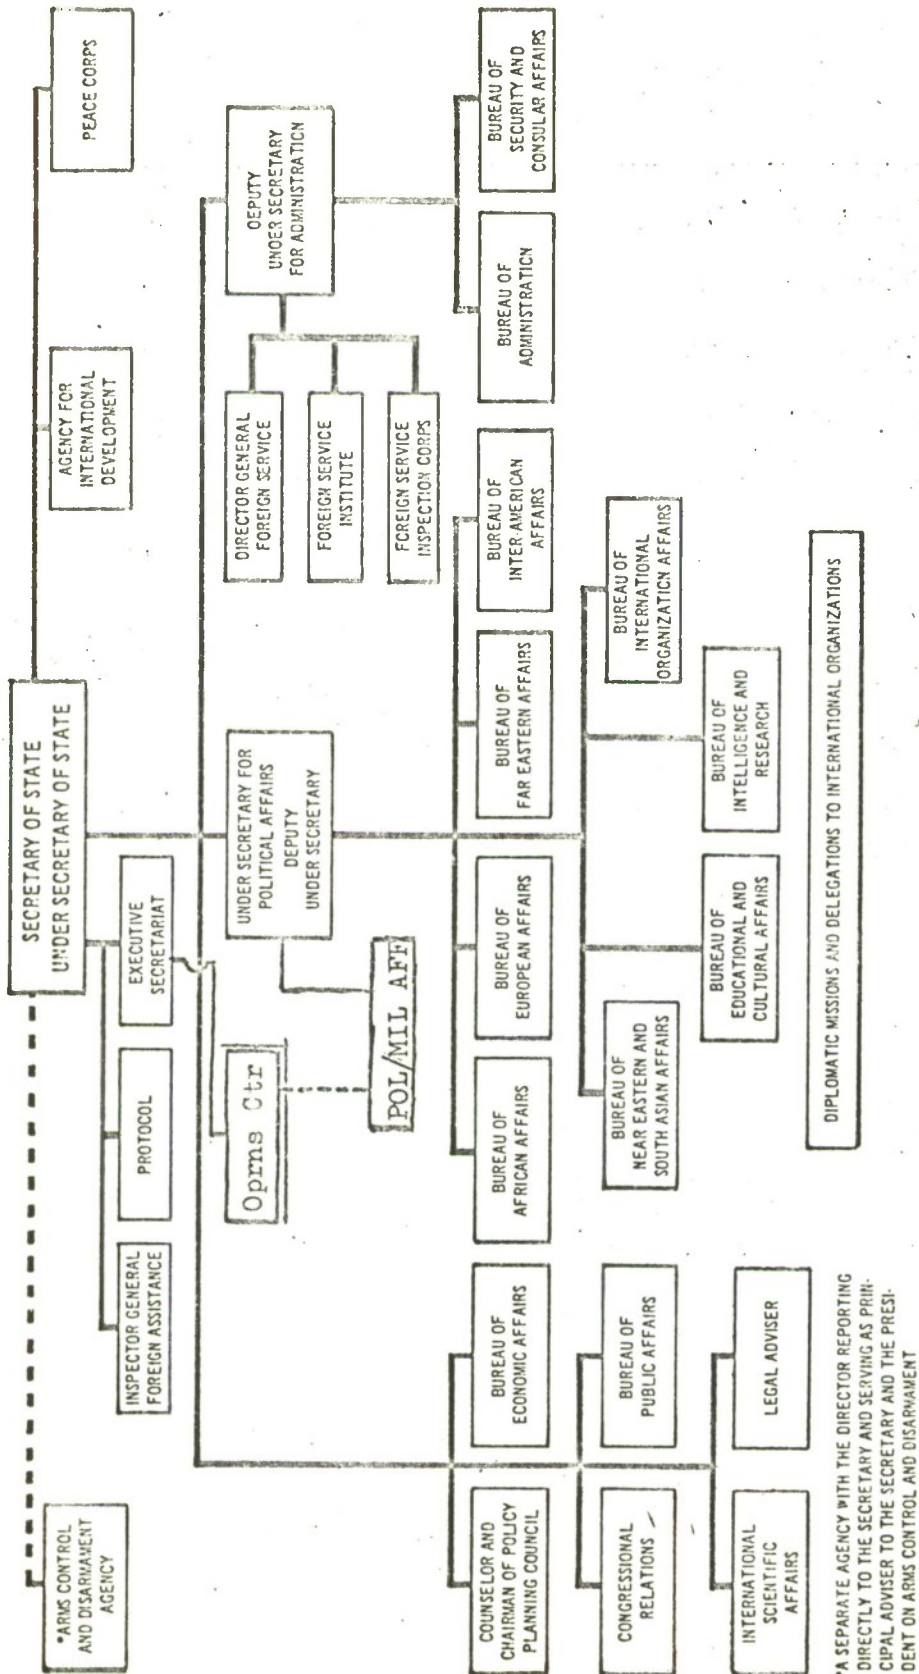 SECRETARY OF STATE
UNDER SECRETARY OF STATE
PEACE CORPS
AGENCY FOR
INTERNATIONAL
DEVELOPMENT
*ARMS CONTROL
AND DISARMAMENT
AGENCY
INSPECTOR GENERAL
FOREIGN ASSISTANCE
PROTOCOL
EXECUTIVE
SECRETARIAT
Oprns Ctr
UNDER SECRETARY FOR
POLITICAL AFFAIRS
DEPUTY
UNDER SECRETARY
POL/MIL AFF
DEPUTY
UNDER SECRETARY
FOR ADMINISTRATION
DIRECTOR GENERAL
FOREIGN SERVICE
FOREIGN SERVICE
INSTITUTE
FOREIGN SERVICE
INSPECTION CORPS
COUNSELOR AND
CHAIRMAN OF POLICY
PLANNING COUNCIL
BUREAU OF
ECONOMIC AFFAIRS
BUREAU OF
AFRICAN AFFAIRS
BUREAU OF
EUROPEAN AFFAIRS
BUREAU OF
FAR EASTERN AFFAIRS
BUREAU OF
INTER-AMERICAN
AFFAIRS
BUREAU OF
ADMINISTRATION
BUREAU OF
SECURITY AND
CONSULAR AFFAIRS
CONGRESSIONAL
RELATIONS
BUREAU OF
PUBLIC AFFAIRS
BUREAU OF
NEAR EASTERN AND
SOUTH ASIAN AFFAIRS
BUREAU OF
INTERNATIONAL
ORGANIZATION AFFAIRS
INTERNATIONAL
SCIENTIFIC
AFFAIRS
LEGAL ADVISER
BUREAU OF
EDUCATIONAL AND
CULTURAL AFFAIRS
BUREAU OF
INTELLIGENCE AND
RESEARCH
DIPLOMATIC MISSIONS AND DELEGATIONS TO INTERNATIONAL ORGANIZATIONS
*A SEPARATE AGENCY WITH THE DIRECTOR REPORTING
DIRECTLY TO THE SECRETARY AND SERVING AS PRIN-
CIPAL ADVISER TO THE SECRETARY AND THE PRESI-
DENT ON ARMS CONTROL AND DISARMAMENT